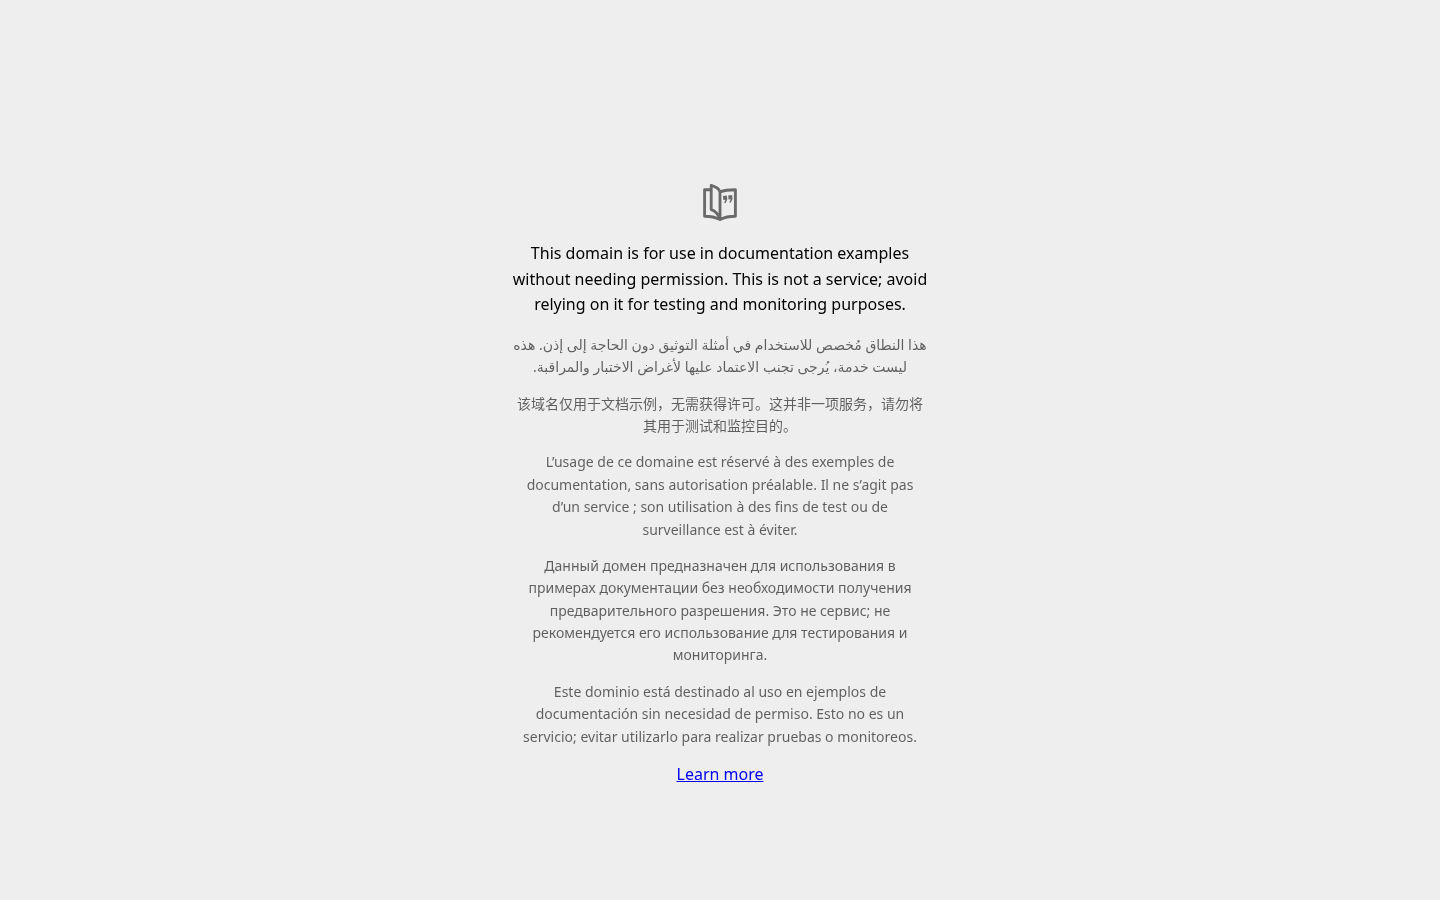 This domain is for use in documentation examples
without needing permission. This is not a service; avoid
relying on it for testing and monitoring purposes.
هذا النطاق مُخصص للاستخدام في أمثلة التوثيق دون الحاجة إلى إذن. هذه
ليست خدمة، يُرجى تجنب الاعتماد عليها لأغراض الاختبار والمراقبة.
该域名仅用于文档示例，无需获得许可。这并非一项服务，请勿将
其用于测试和监控目的。
L’usage de ce domaine est réservé à des exemples de
documentation, sans autorisation préalable. Il ne s’agit pas
d’un service ; son utilisation à des fins de test ou de
surveillance est à éviter.
Данный домен предназначен для использования в
примерах документации без необходимости получения
предварительного разрешения. Это не сервис; не
рекомендуется его использование для тестирования и
мониторинга.
Este dominio está destinado al uso en ejemplos de
documentación sin necesidad de permiso. Esto no es un
servicio; evitar utilizarlo para realizar pruebas o monitoreos.
Learn more